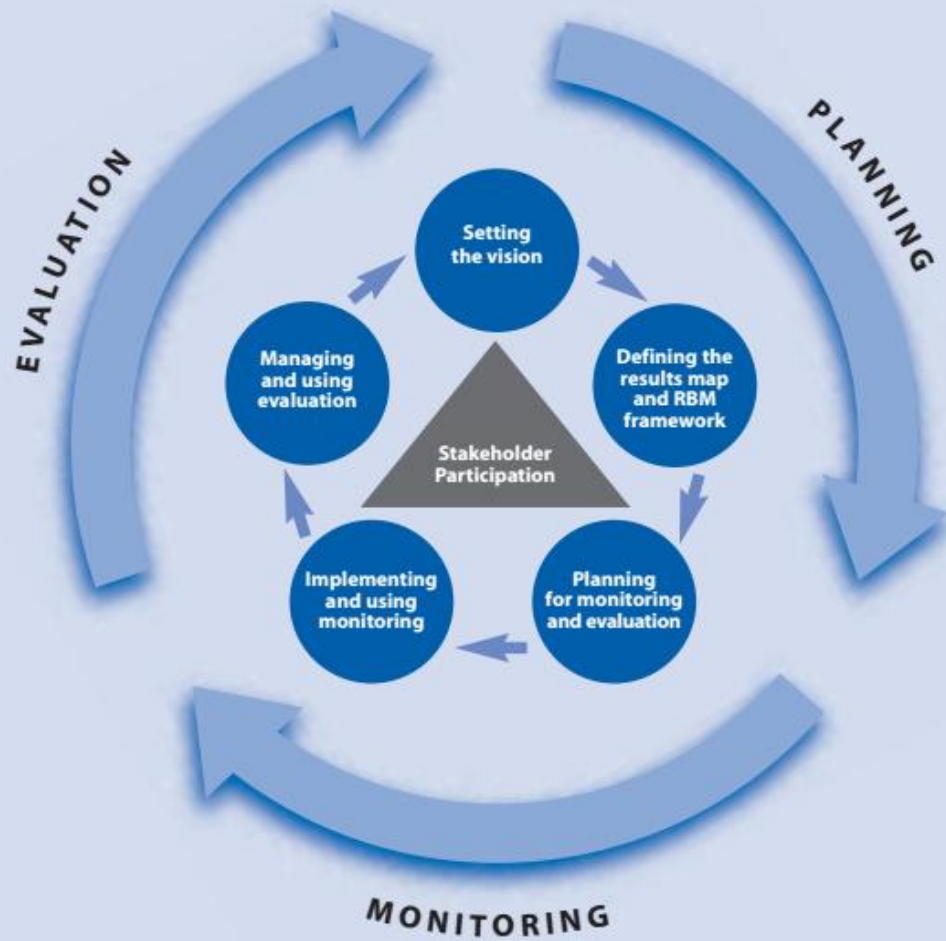 EVALUATION
PLANNING
Setting
the vision
Managing
and using
evaluation
Defining the
results map
and RBM
framework
Stakeholder
Participation
Implementing
and using
monitoring
Planning
for monitoring
and evaluation
MONITORING